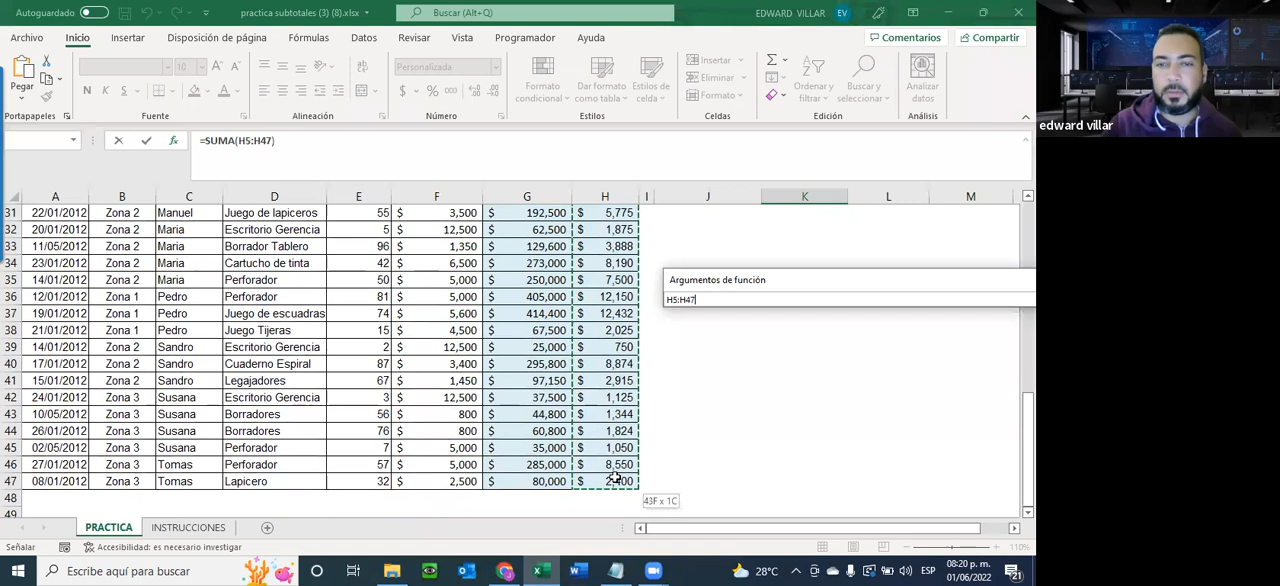 Autoguardado practica subtotales (3) (8).xlsx Buscar (Alt+Q) EDWARD VILLAR EV
Archivo Inicio Insertar Disposición de página Fórmulas Datos Revisar Vista Programador Ayuda Comentarios Compartir
10 Personalizada Insertar
Pegar N K S Formato condicional Dar formato como tabla Estilos de celda Eliminar Formato Ordenar y filtrar Buscar y seleccionar Analizar datos
Portapapeles Fuente Alineación Número Estilos Celdas Edición Análisis
edward villar
=SUMA(H5:H47)
A B C D E F G H I J K L M
31 22/01/2012 Zona 2 Manuel Juego de lapiceros 55 $ 3,500 $ 192,500 $ 5,775
32 20/01/2012 Zona 2 Maria Escritorio Gerencia 5 $ 12,500 $ 62,500 $ 1,875
33 11/05/2012 Zona 2 Maria Borrador Tablero 96 $ 1,350 $ 129,600 $ 3,888
34 23/01/2012 Zona 2 Maria Cartucho de tinta 42 $ 6,500 $ 273,000 $ 8,190
35 14/01/2012 Zona 2 Maria Perforador 50 $ 5,000 $ 250,000 $ 7,500
36 12/01/2012 Zona 1 Pedro Perforador 81 $ 5,000 $ 405,000 $ 12,150
37 19/01/2012 Zona 1 Pedro Juego de escuadras 74 $ 5,600 $ 414,400 $ 12,432
38 21/01/2012 Zona 1 Pedro Juego Tijeras 15 $ 4,500 $ 67,500 $ 2,025
39 14/01/2012 Zona 2 Sandro Escritorio Gerencia 2 $ 12,500 $ 25,000 $ 750
40 17/01/2012 Zona 2 Sandro Cuaderno Espiral 87 $ 3,400 $ 295,800 $ 8,874
41 15/01/2012 Zona 2 Sandro Legajadores 67 $ 1,450 $ 97,150 $ 2,915
42 24/01/2012 Zona 3 Susana Escritorio Gerencia 3 $ 12,500 $ 37,500 $ 1,125
43 10/05/2012 Zona 3 Susana Borradores 56 $ 800 $ 44,800 $ 1,344
44 26/01/2012 Zona 3 Susana Borradores 76 $ 800 $ 60,800 $ 1,824
45 02/05/2012 Zona 3 Susana Perforador 7 $ 5,000 $ 35,000 $ 1,050
46 27/01/2012 Zona 3 Tomas Perforador 57 $ 5,000 $ 285,000 $ 8,550
47 08/01/2012 Zona 3 Tomas Lapicero 32 $ 2,500 $ 80,000 $
48
49
Argumentos de función
H5:H47
43F x 1C
PRACTICA INSTRUCCIONES
Señalar Accesibilidad: es necesario investigar 110%
Escribe aquí para buscar 28°C ESP 08:20 p. m.
01/06/2022 21